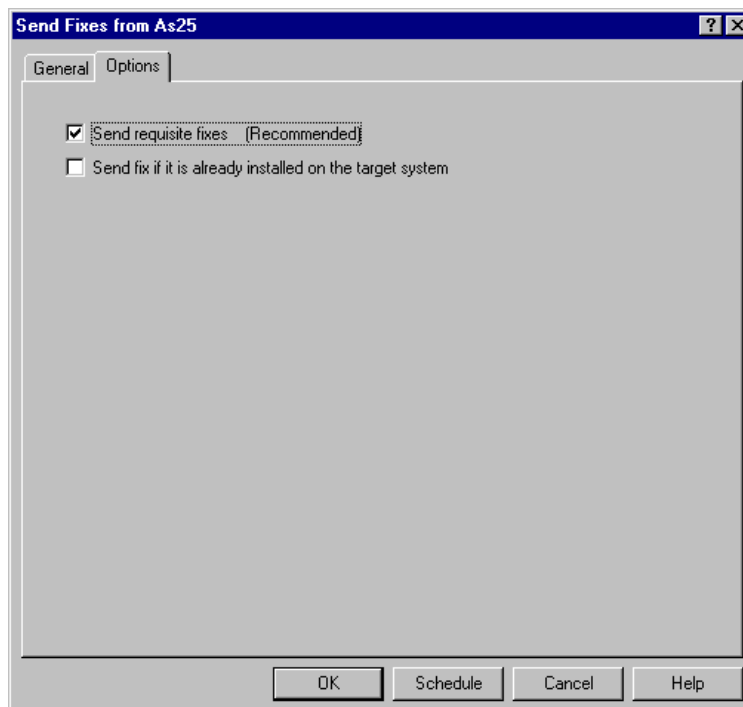 Send Fixes from As25
General Options
Send requisite fixes (Recommended)
Send fix if it is already installed on the target system
OK Schedule Cancel Help